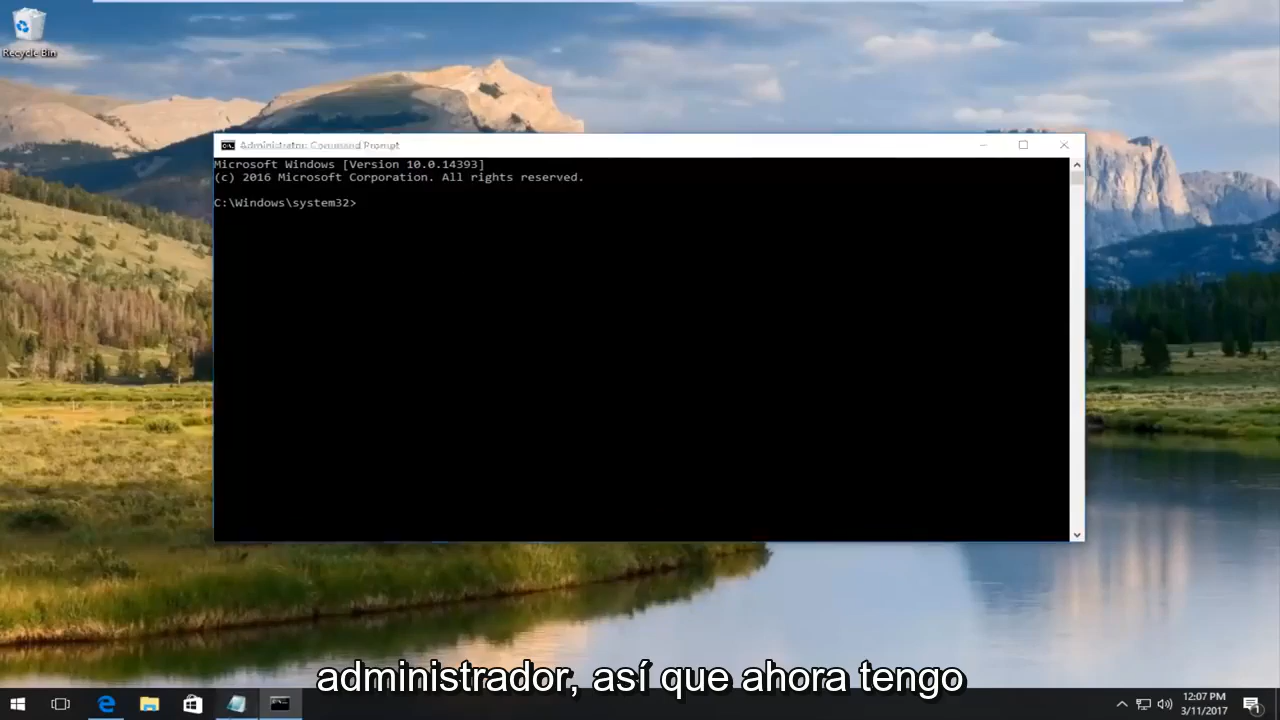 Recycle Bin
Administrator: Command Prompt
Microsoft Windows [Version 10.0.14393]
(c) 2016 Microsoft Corporation. All rights reserved.
C:\Windows\system32>
administrador, así que ahora tengo
12:07 PM
3/11/2017
1